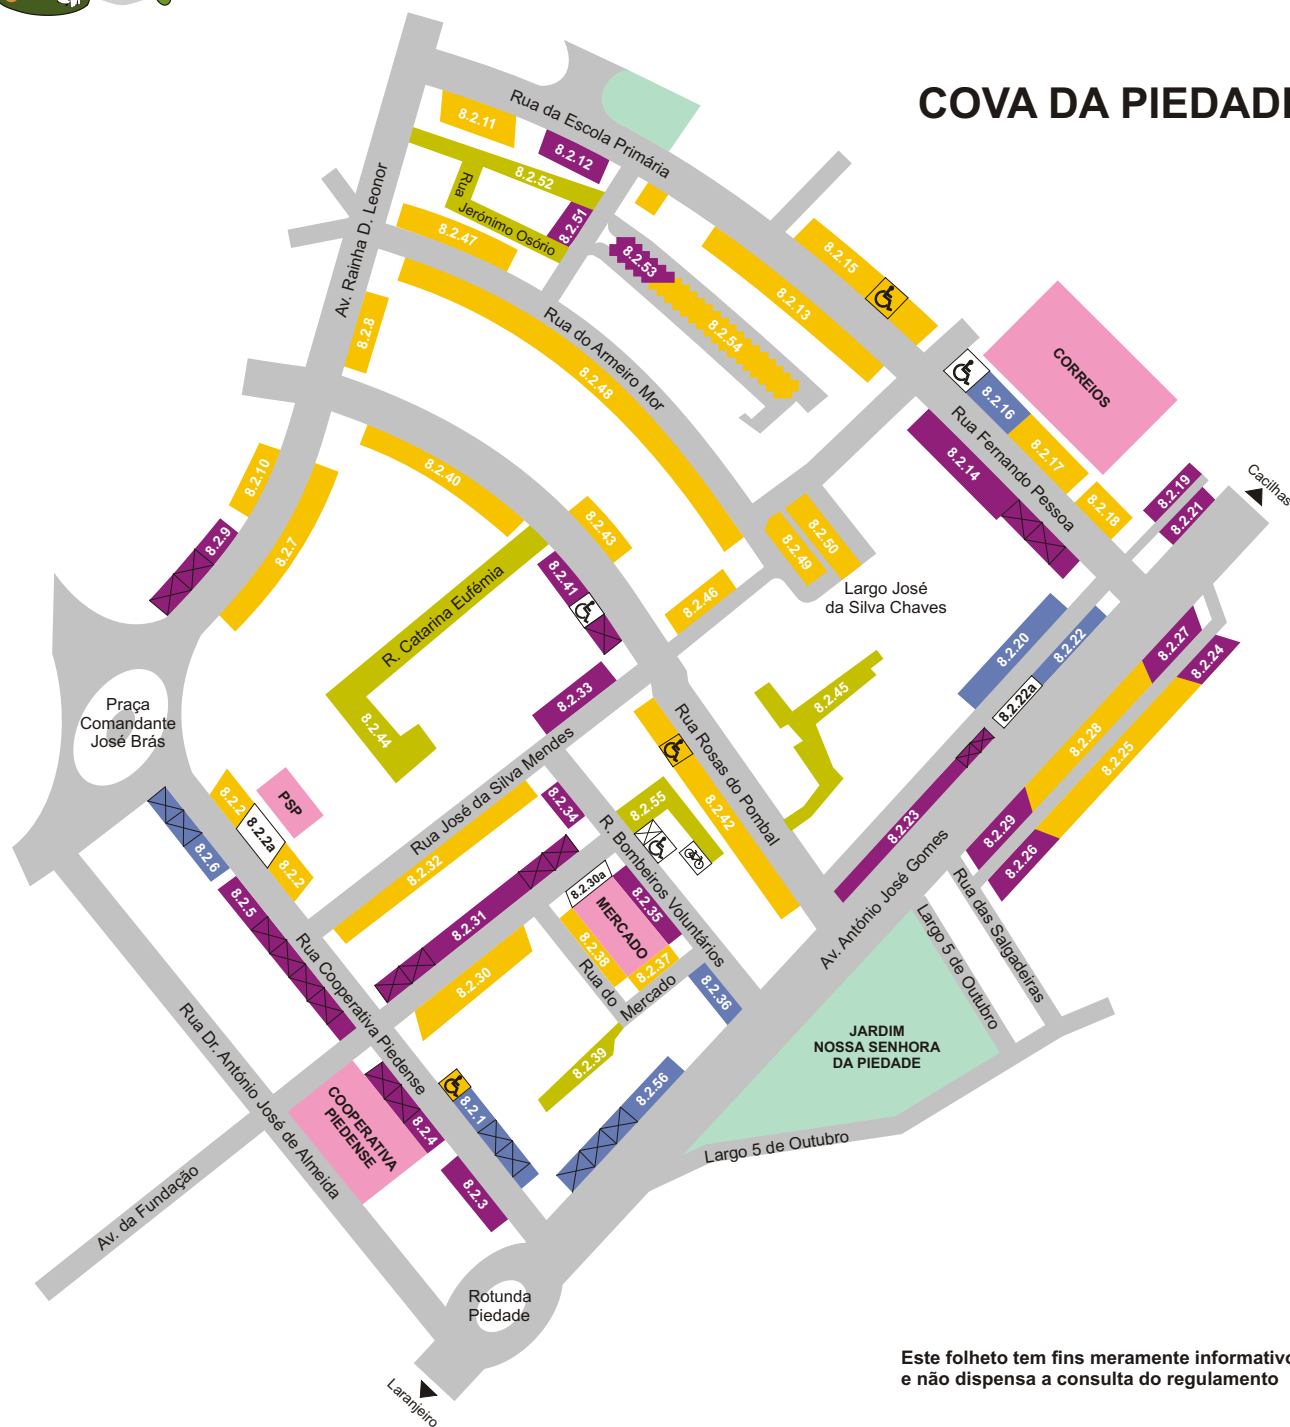 COVA DA PIEDADE
Rua da Escola Primária
8.2.11
8.2.12
8.2.52
Rua
Jerónimo Osório
8.2.51
8.2.47
8.2.53
8.2.54
8.2.13
8.2.15
Av. Rainha D. Leonor
8.2.8
Rua do Armeiro Mor
8.2.48
CORREIOS
8.2.16
8.2.17
8.2.18
Rua Fernando Pessoa
8.2.14
8.2.19
8.2.21
Cacilhas
8.2.10
8.2.9
8.2.7
8.2.40
8.2.43
8.2.41
8.2.49
8.2.50
8.2.46
Largo José
da Silva Chaves
R. Catarina Eufémia
8.2.44
8.2.33
8.2.20
8.2.22
8.2.22a
8.2.27
8.2.24
8.2.28
8.2.25
8.2.45
Praça
Comandante
José Brás
Rua José da Silva Mendes
Rua Rosas do Pombal
8.2.42
PSP
8.2.2
8.2.2a
8.2.2
8.2.6
8.2.5
8.2.32
8.2.34
8.2.55
R. Bombeiros Voluntários
8.2.23
8.2.29
8.2.26
Av. António José Gomes
Rua das Salgadeiras
Largo 5 de Outubro
8.2.31
8.2.30a
MERCADO
8.2.35
8.2.38
8.2.37
Rua do
Mercado
8.2.36
8.2.30
Rua Cooperativa Piedense
Rua Dr. António José de Almeida
8.2.39
8.2.56
JARDIM
NOSSA SENHORA
DA PIEDADE
Largo 5 de Outubro
COOPERATIVA
PIEDENSE
8.2.4
8.2.1
8.2.3
Av. da Fundação
Rotunda
Piedade
Laranjeiro
Este folheto tem fins meramente informativo
e não dispensa a consulta do regulamento